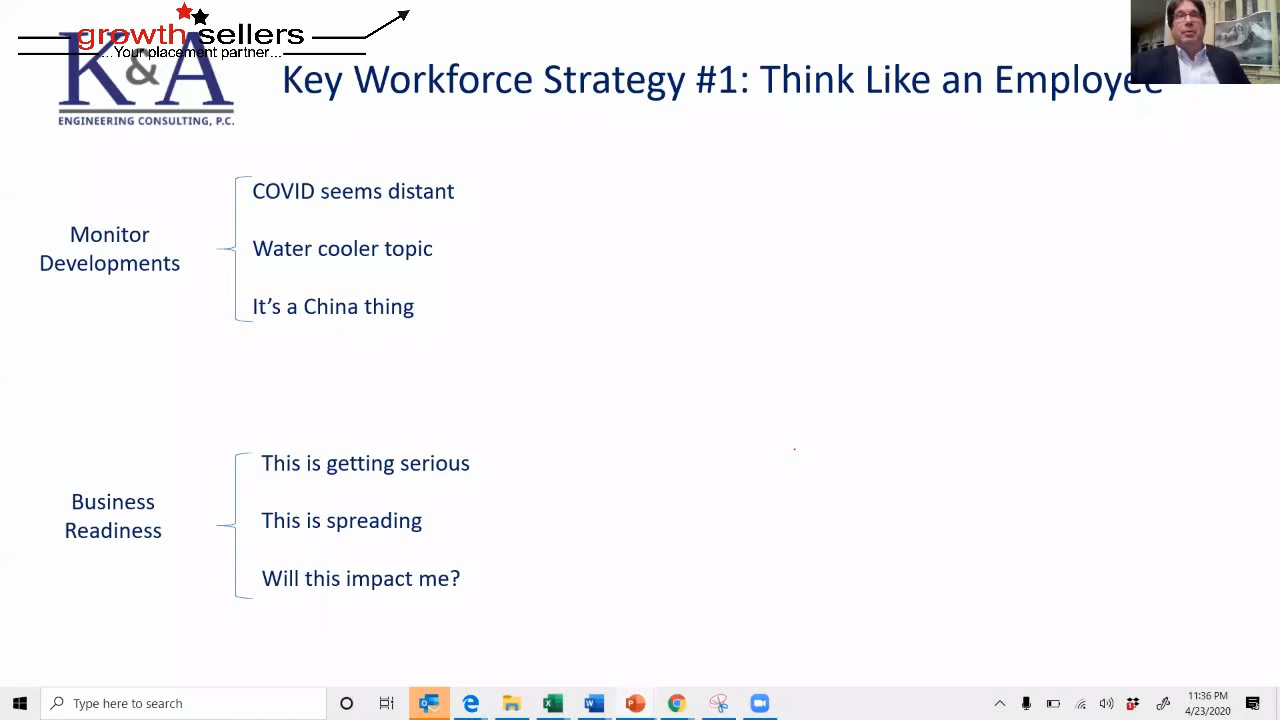 growth sellers
...Your placement partner...
K&A
ENGINEERING CONSULTING, P.C.
Key Workforce Strategy #1: Think Like an Employee
Monitor
Developments
COVID seems distant
Water cooler topic
It's a China thing
Business
Readiness
This is getting serious
This is spreading
Will this impact me?
Type here to search
11:36 PM
4/23/2020